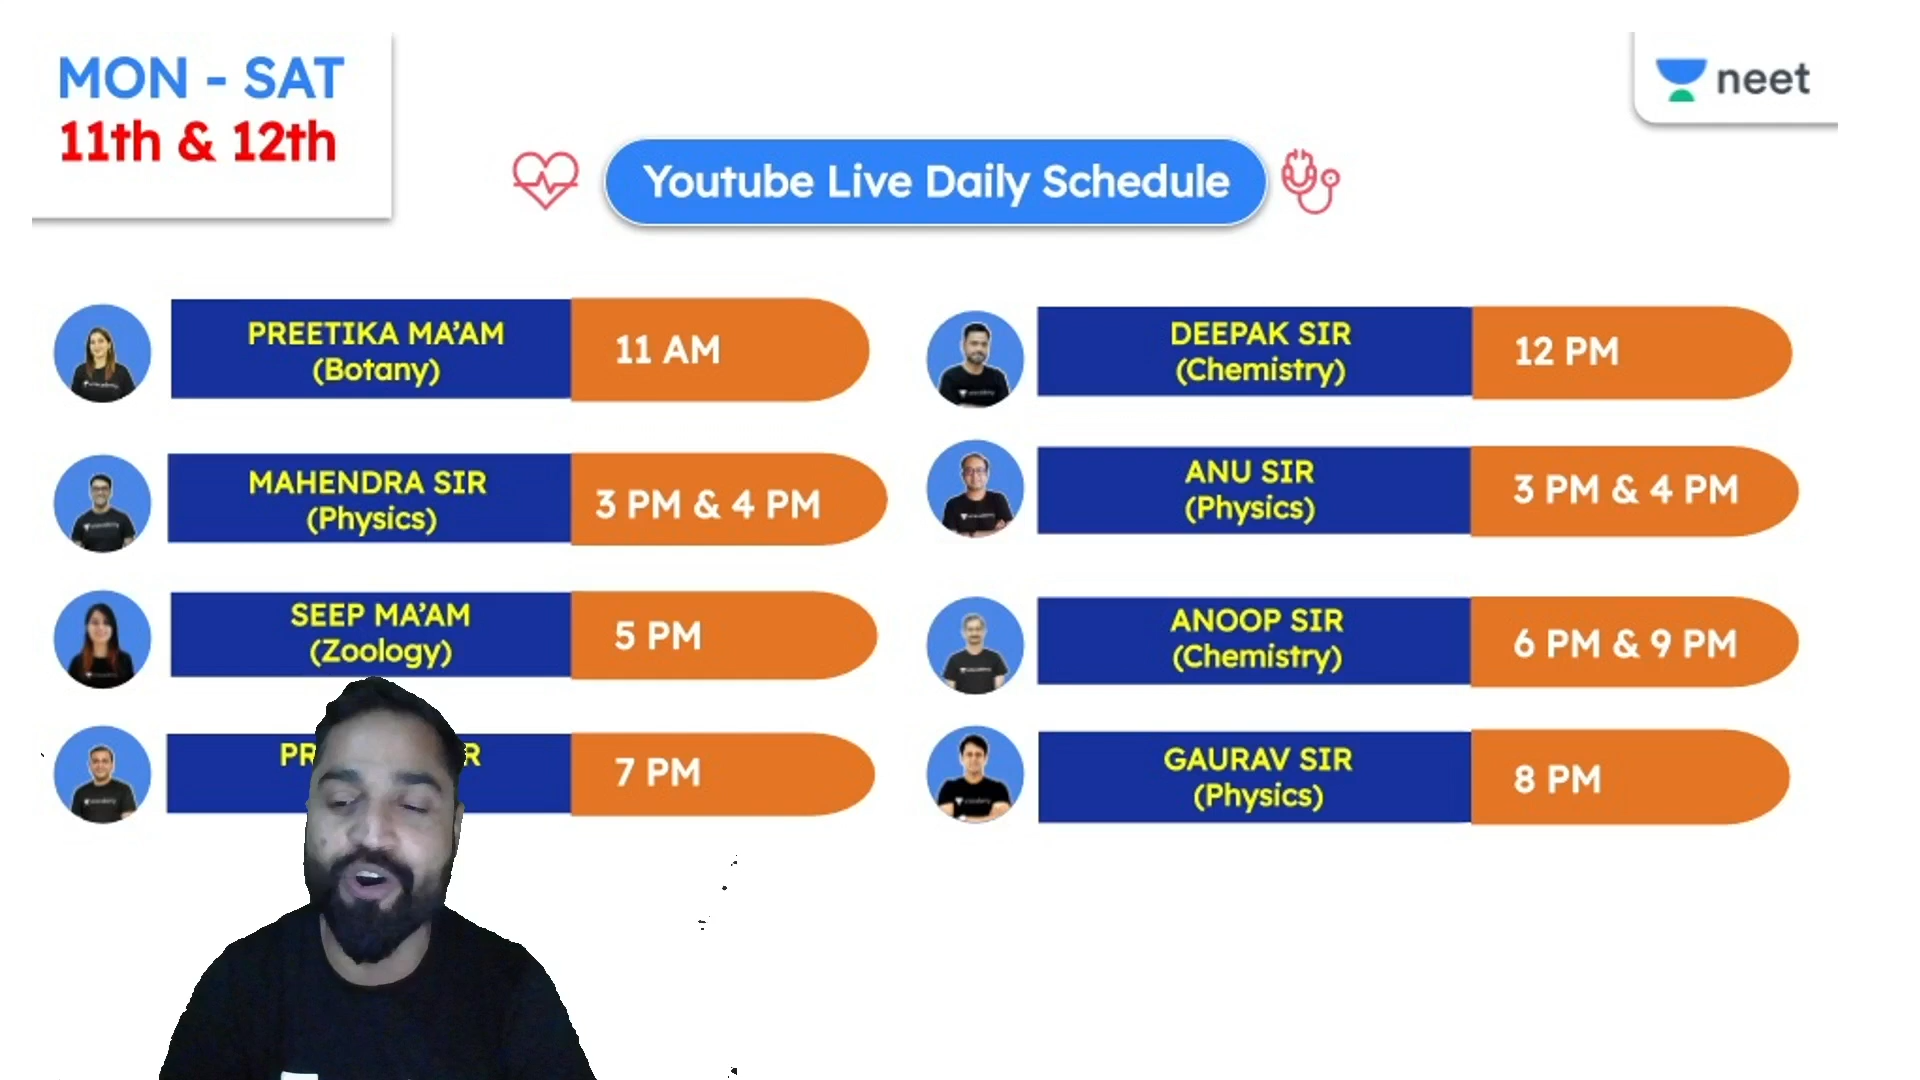 MON - SAT
11th & 12th
neet
Youtube Live Daily Schedule
PREETIKA MA’AM
(Botany)
11 AM
DEEPAK SIR
(Chemistry)
12 PM
MAHENDRA SIR
(Physics)
3 PM & 4 PM
ANU SIR
(Physics)
3 PM & 4 PM
SEEP MA’AM
(Zoology)
5 PM
ANOOP SIR
(Chemistry)
6 PM & 9 PM
7 PM
GAURAV SIR
(Physics)
8 PM